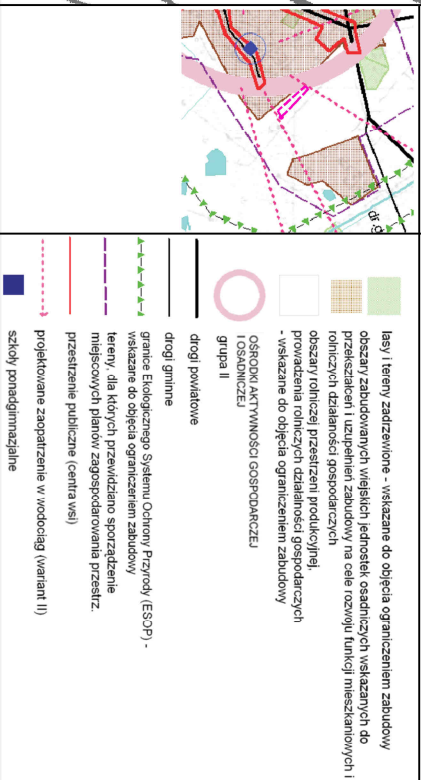 dr.g
lasy i tereny zadrzewione - wskazane do objęcia ograniczeniem zabudowy
obszary zabudowanych wiejskich jednostek osadniczych wskazanych do
przekształceń i uzupełnień zabudowy na cele rozwoju funkcji mieszkaniowych i
rolniczych działaności gospodarczych
obszary rolniczej przestrzeni produkcyjnej,
prowadzenia rolniczych działalności gospodarczych
- wskazane do objęcia ograniczeniem zabudowy
OŚRODKI AKTYWNOŚCI GOSPODARCZEJ
I OSADNICZEJ
grupa II
drogi powiatowe
drogi gminne
granice Ekologicznego Systemu Ochrony Przyrody (ESOP) -
wskazane do objęcia ograniczeniem zabudowy
tereny, dla których przewidziano sporządzenie
miejscowych planów zagospodarowania przestrz.
przestrzenie publiczne (centra wsi)
projektowane zaopatrzenie w wodociąg (wariant II)
szkoły ponadgimnazjalne